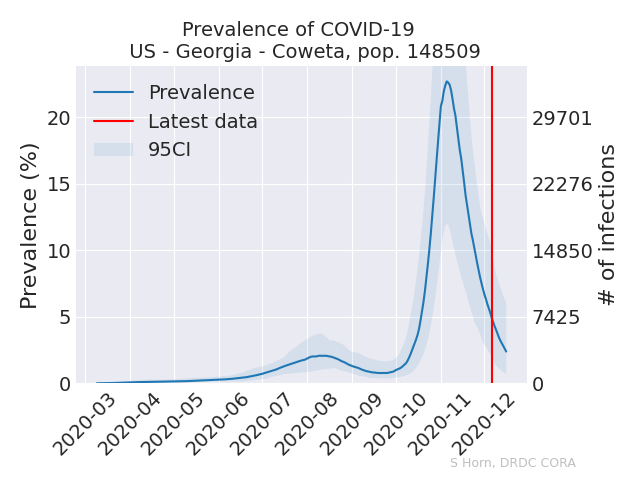 Prevalence of COVID-19
US - Georgia - Coweta, pop. 148509
Prevalence
Latest data
95CI
Prevalence (%)
20
15
10
5
0
29701
22276
14850
7425
0
# of infections
2020-03
2020-04
2020-05
2020-06
2020-07
2020-08
2020-09
2020-10
2020-11
2020-12
S Horn, DRDC CORA